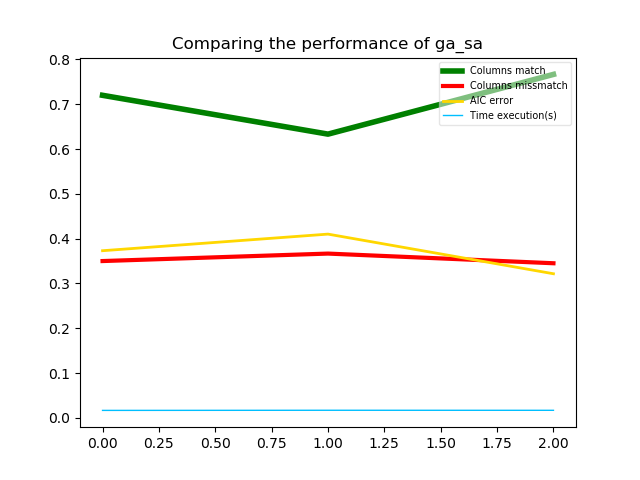 Comparing the performance of ga_sa
0.8
0.7
0.6
0.5
0.4
0.3
0.2
0.1
0.0
Columns match
Columns missmatch
AIC error
Time execution(s)
0.00 0.25 0.50 0.75 1.00 1.25 1.50 1.75 2.00